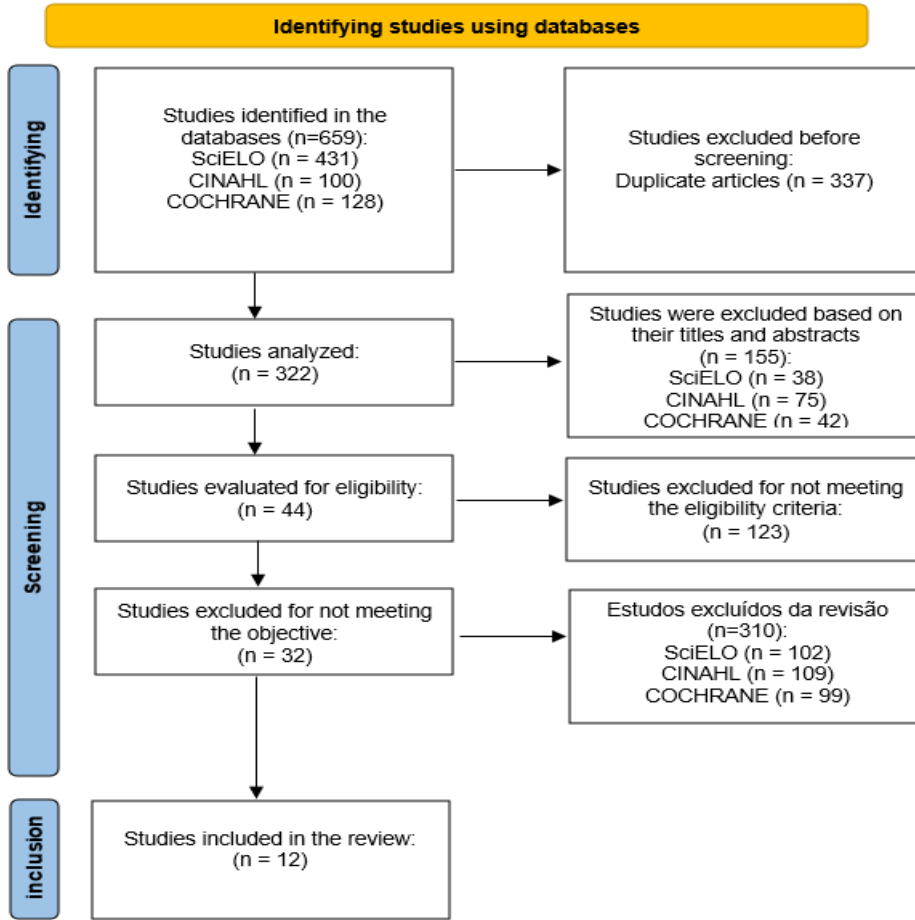 Identifying studies using databases
Identifying
Studies identified in the
databases (n=659):
SciELO (n = 431)
CINAHL (n = 100)
COCHRANE (n = 128)
Studies excluded before
screening:
Duplicate articles (n = 337)
Screening
Studies analyzed:
(n = 322)
Studies were excluded based on
their titles and abstracts
(n = 155):
SciELO (n = 38)
CINAHL (n = 75)
COCHRANE (n = 42)
Studies evaluated for eligibility:
(n = 44)
Studies excluded for not meeting
the eligibility criteria:
(n = 123)
Studies excluded for not meeting
the objective:
(n = 32)
Estudos excluídos da revisão
(n=310):
SciELO (n = 102)
CINAHL (n = 109)
COCHRANE (n = 99)
inclusion
Studies included in the review:
(n = 12)